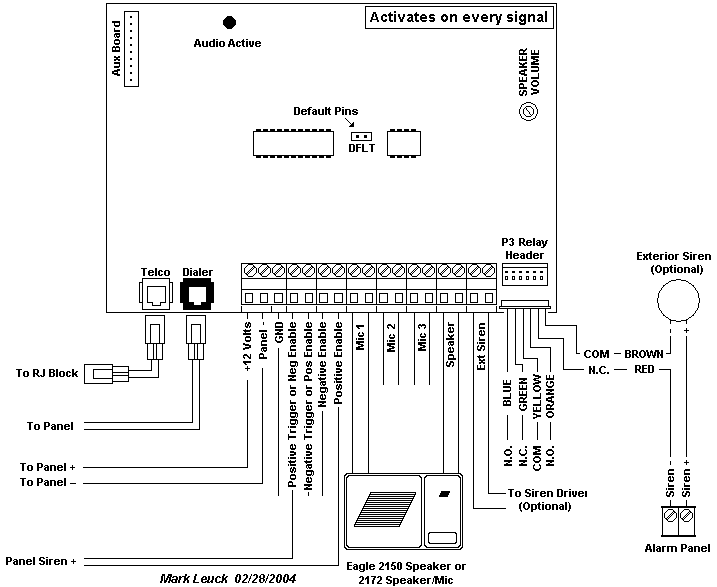 Activates on every signal
Aux Board
Audio Active
SPEAKER
VOLUME
Default Pins
DFLT
P3 Relay
Header
Telco
Dialer
Exterior Siren
(Optional)
+12 Volts
Panel -
GND
Positive Trigger or Neg Enable
Negative Trigger or Pos Enable
Negative Enable
Positive Enable
Mic 1
Mic 2
Mic 3
Speaker
Ext Siren
- +
COM BROWN
N.C. RED
To RJ Block
To Panel
BLUE
GREEN
YELLOW
ORANGE
N.O.
N.C.
COM
N.O.
To Panel +
To Panel –
Siren -
Siren +
To Siren Driver
(Optional)
Alarm Panel
Panel Siren +
Mark Leuck 02/28/2004
Eagle 2150 Speaker or
2172 Speaker/Mic